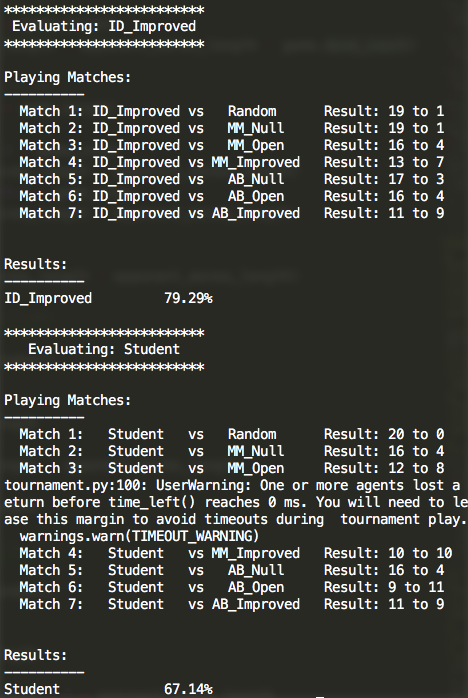 *************************
Evaluating: ID_Improved
*************************
Playing Matches:
----------
Match 1: ID_Improved vs Random Result: 19 to 1
Match 2: ID_Improved vs MM_Null Result: 19 to 1
Match 3: ID_Improved vs MM_Open Result: 16 to 4
Match 4: ID_Improved vs MM_Improved Result: 13 to 7
Match 5: ID_Improved vs AB_Null Result: 17 to 3
Match 6: ID_Improved vs AB_Open Result: 16 to 4
Match 7: ID_Improved vs AB_Improved Result: 11 to 9
Results:
----------
ID_Improved 79.29%
*************************
Evaluating: Student
*************************
Playing Matches:
----------
Match 1: Student vs Random Result: 20 to 0
Match 2: Student vs MM_Null Result: 16 to 4
Match 3: Student vs MM_Open Result: 12 to 8
tournament.py:100: UserWarning: One or more agents lost a
eturn before time_left() reaches 0 ms. You will need to le
ase this margin to avoid timeouts during tournament play.
warnings.warn(TIMEOUT_WARNING)
Match 4: Student vs MM_Improved Result: 10 to 10
Match 5: Student vs AB_Null Result: 16 to 4
Match 6: Student vs AB_Open Result: 9 to 11
Match 7: Student vs AB_Improved Result: 11 to 9
Results:
----------
Student 67.14%